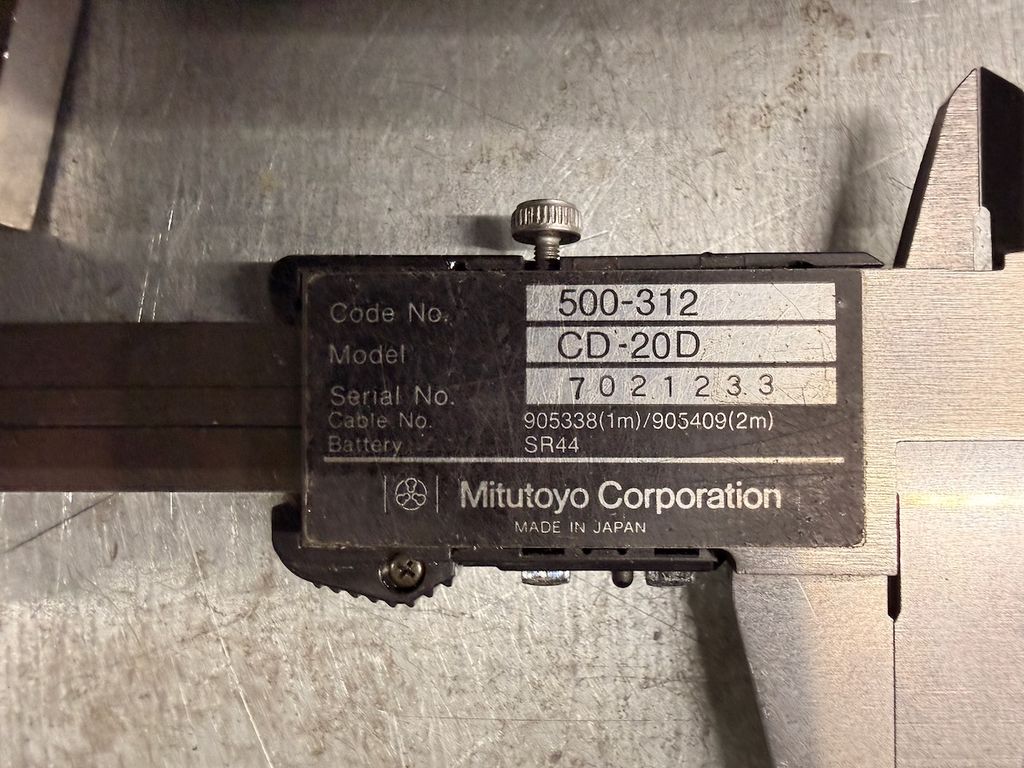 Code No. 500-312
Model CD-20D
Serial No. 7021233
Cable No. 905338(1m)/905409(2m)
Battery SR44
Mitutoyo Corporation
MADE IN JAPAN